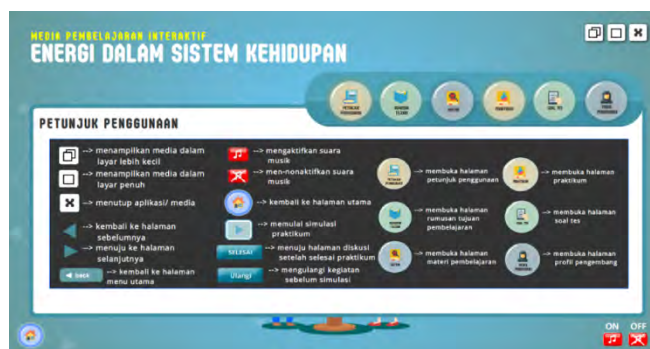 MEDIA PEMBELAJARAN INTERAKTIF
ENERGI DALAM SISTEM KEHIDUPAN
PETUNJUK PENGGUNAAN
--> menampilkan media dalam
layar lebih kecil
--> menampilkan media dalam
layar penuh
--> menutup aplikasi/ media
--> kembali ke halaman
sebelumnya
--> menuju ke halaman
selanjutnya
back
--> kembali ke halaman
menu utama
--> mengaktifkan suara
musik
--> men-nonaktifkan suara
musik
--> kembali ke halaman utama
--> memulai simulasi
praktikum
SELESAI
--> menuju halaman diskusi
setelah selesai praktikum
Ulangi
--> mengulangi kegiatan
sebelum simulasi
--> membuka halaman
petunjuk penggunaan
--> membuka halaman
rumusan tujuan
pembelajaran
--> membuka halaman
materi pembelajaran
--> membuka halaman
praktikum
--> membuka halaman
soal tes
--> membuka halaman
profil pengembang
ON OFF